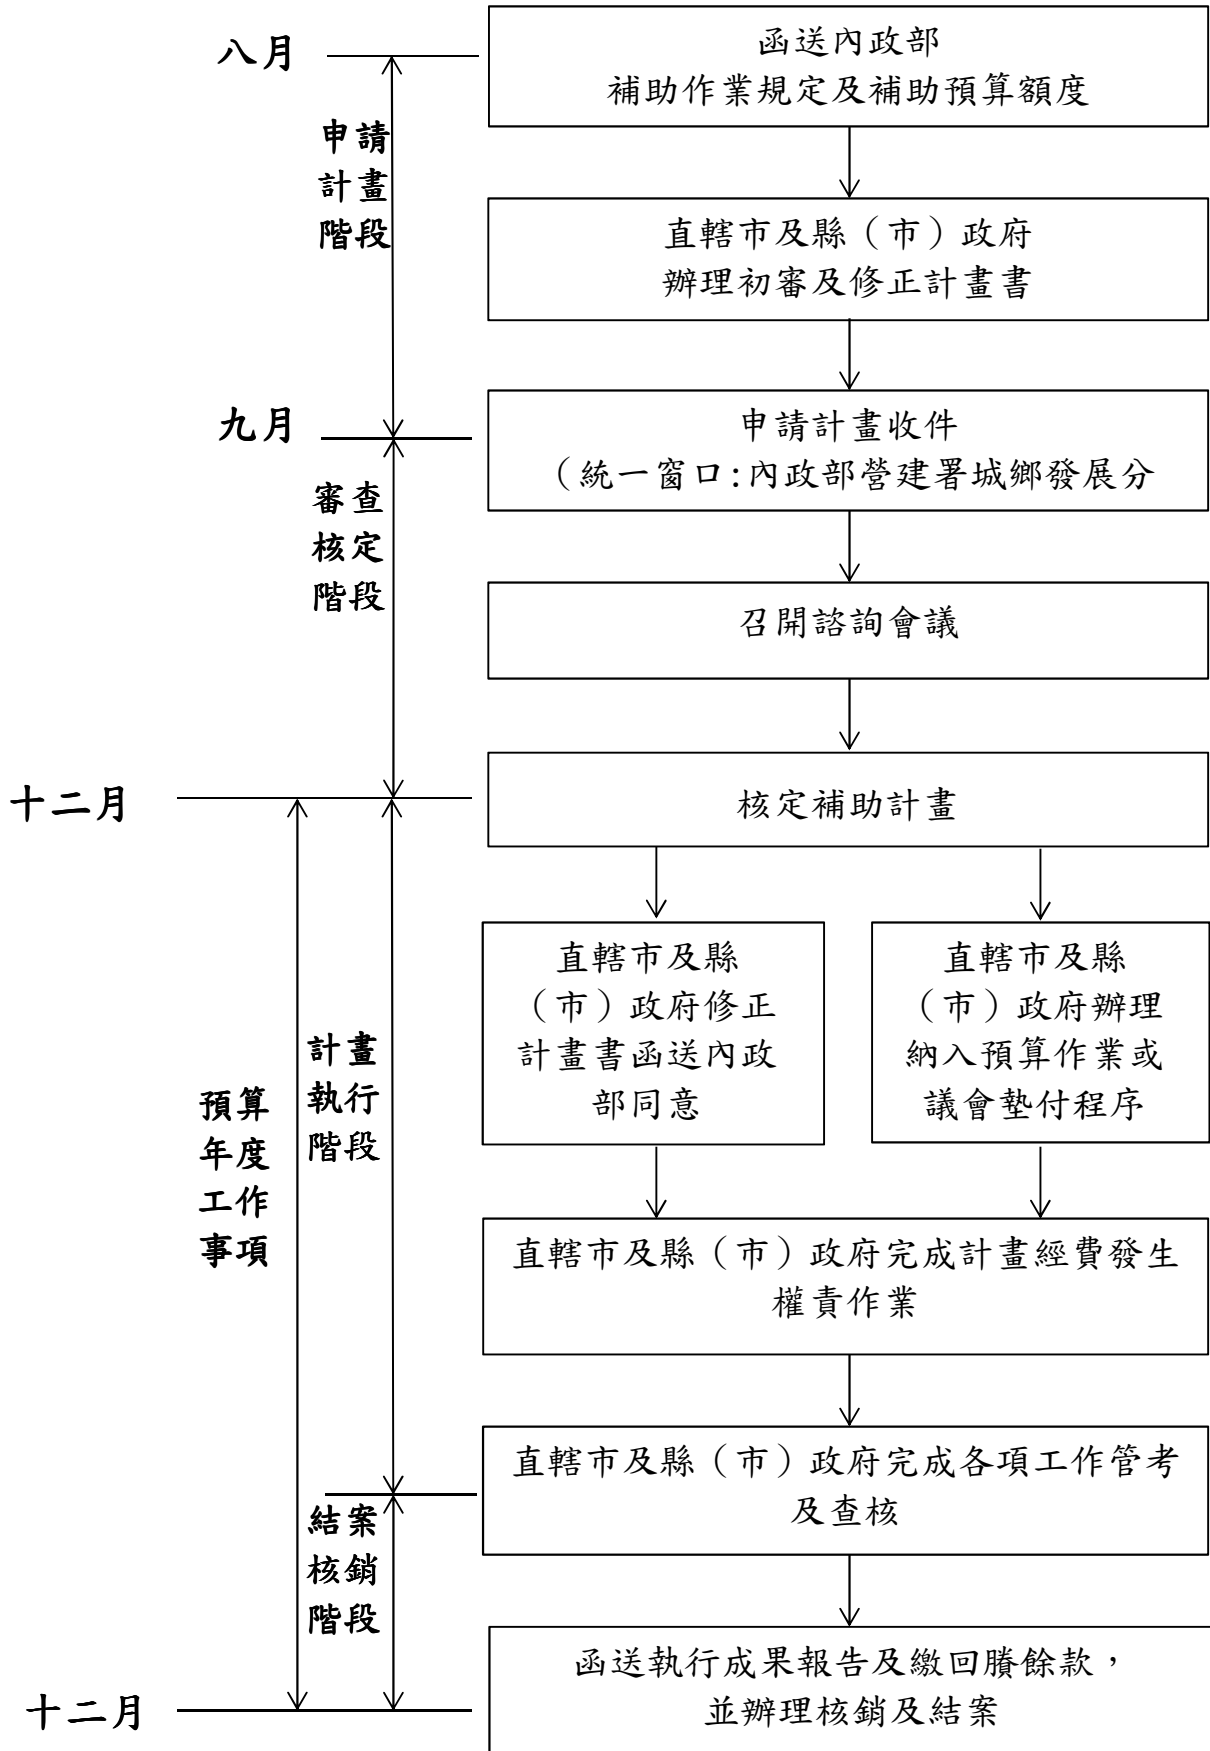 八月
函送內政部
補助作業規定及補助預算額度
申請
計畫
階段
直轄市及縣（市）政府
辦理初審及修正計畫書
九月
申請計畫收件
（統一窗口:內政部營建署城鄉發展分
審查
核定
階段
召開諮詢會議
十二月
核定補助計畫
直轄市及縣
（市）政府修正
計畫書函送內政
部同意
直轄市及縣
（市）政府辦理
納入預算作業或
議會墊付程序
計畫
執行
階段
預算
年度
工作
事項
直轄市及縣（市）政府完成計畫經費發生
權責作業
直轄市及縣（市）政府完成各項工作管考
及查核
結案
核銷
階段
函送執行成果報告及繳回賸餘款，
並辦理核銷及結案
十二月